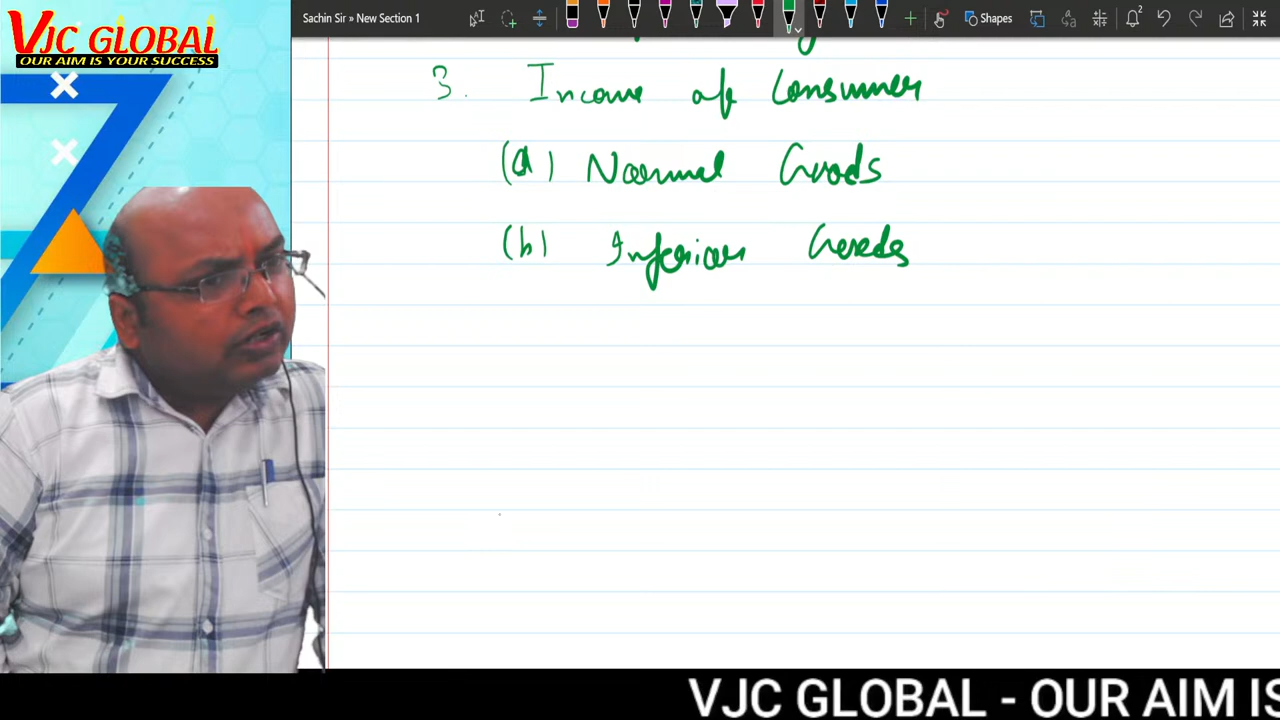 Sachin Sir » New Section 1
Shapes
VJC GLOBAL
OUR AIM IS YOUR SUCCESS
3. Income of Consumer
(a) Normal Goods
(b) Inferior Goods
VJC GLOBAL - OUR AIM IS